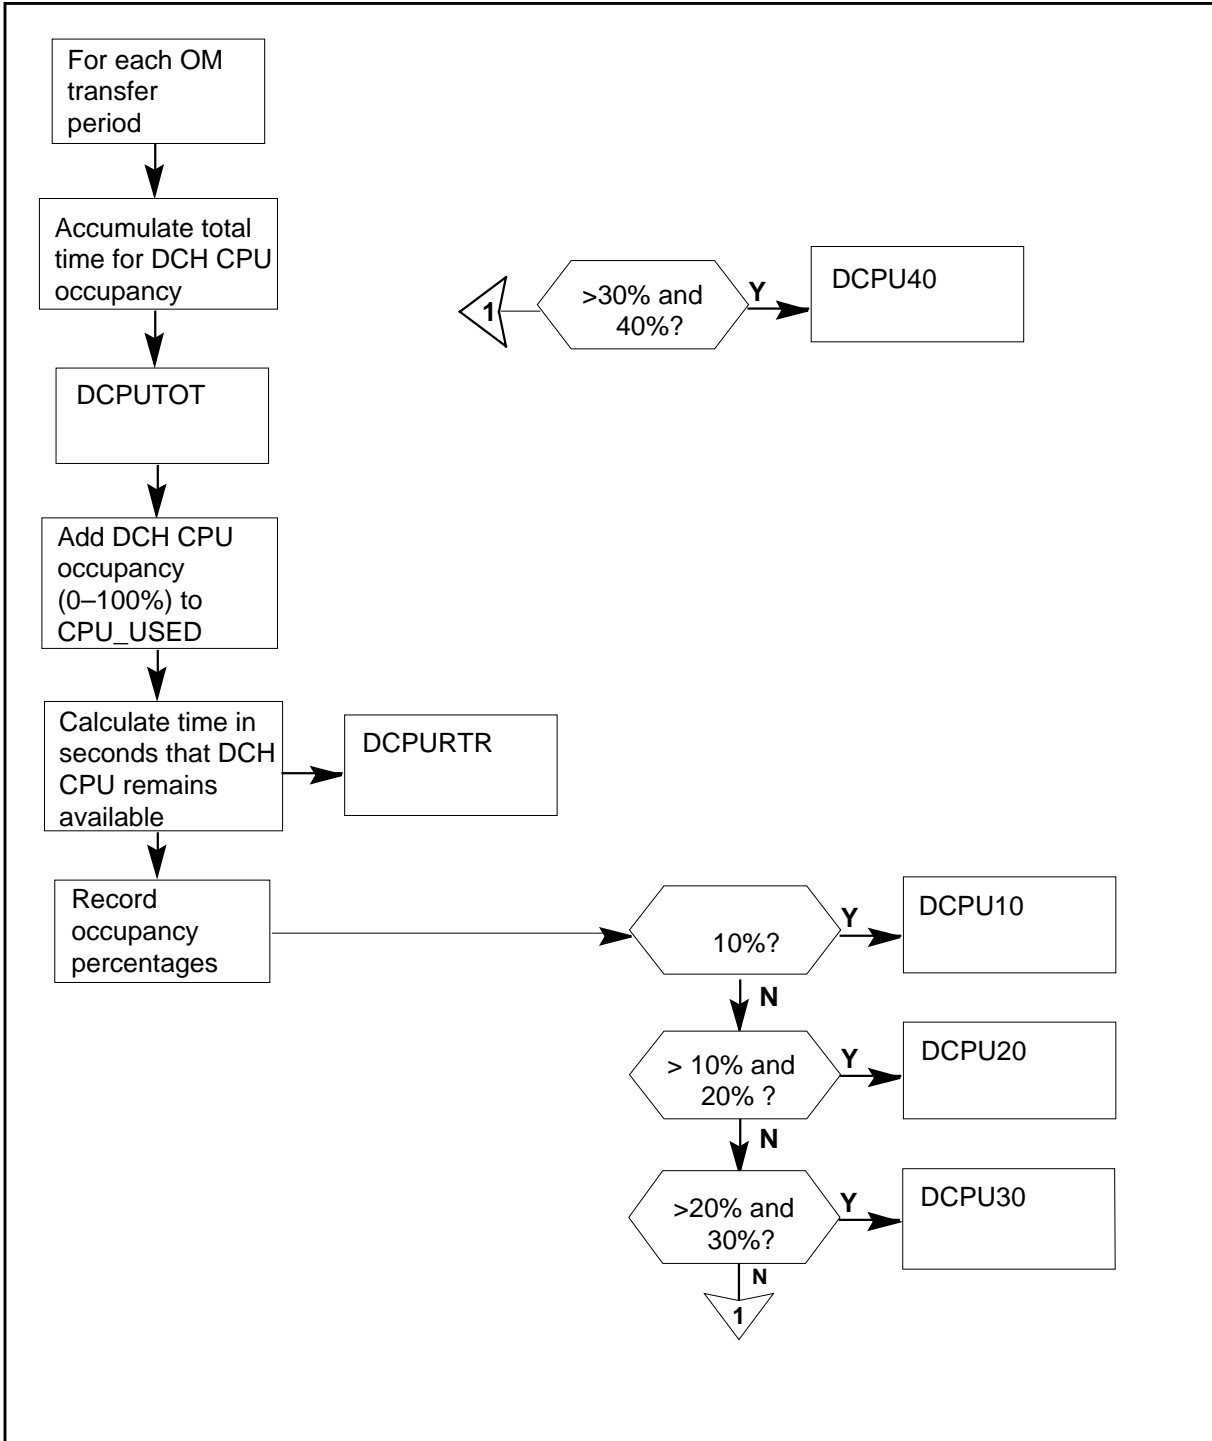 For each OM
transfer
period
Accumulate total
time for DCH CPU
occupancy
1
>30% and
40%?
Y
DCPU40
DCPUTOT
Add DCH CPU
occupancy
(0–100%) to
CPU_USED
Calculate time in
seconds that DCH
CPU remains
available
DCPURTR
Record
occupancy
percentages
10%?
Y
DCPU10
N
> 10% and
20% ?
Y
DCPU20
N
>20% and
30%?
Y
DCPU30
N
1